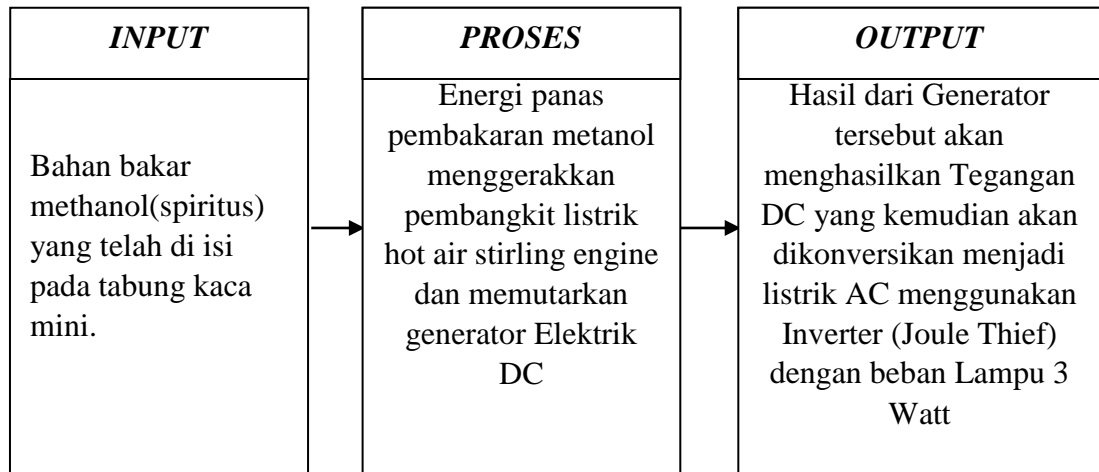 INPUT
Bahan bakar
methanol(spiritus)
yang telah di isi
pada tabung kaca
mini.
PROSES
Energi panas
pembakaran metanol
menggerakkan
pembangkit listrik
hot air stirling engine
dan memutarkan
generator Elektrik
DC
OUTPUT
Hasil dari Generator
tersebut akan
menghasilkan Tegangan
DC yang kemudian akan
dikonversikan menjadi
listrik AC menggunakan
Inverter (Joule Thief)
dengan beban Lampu 3
Watt